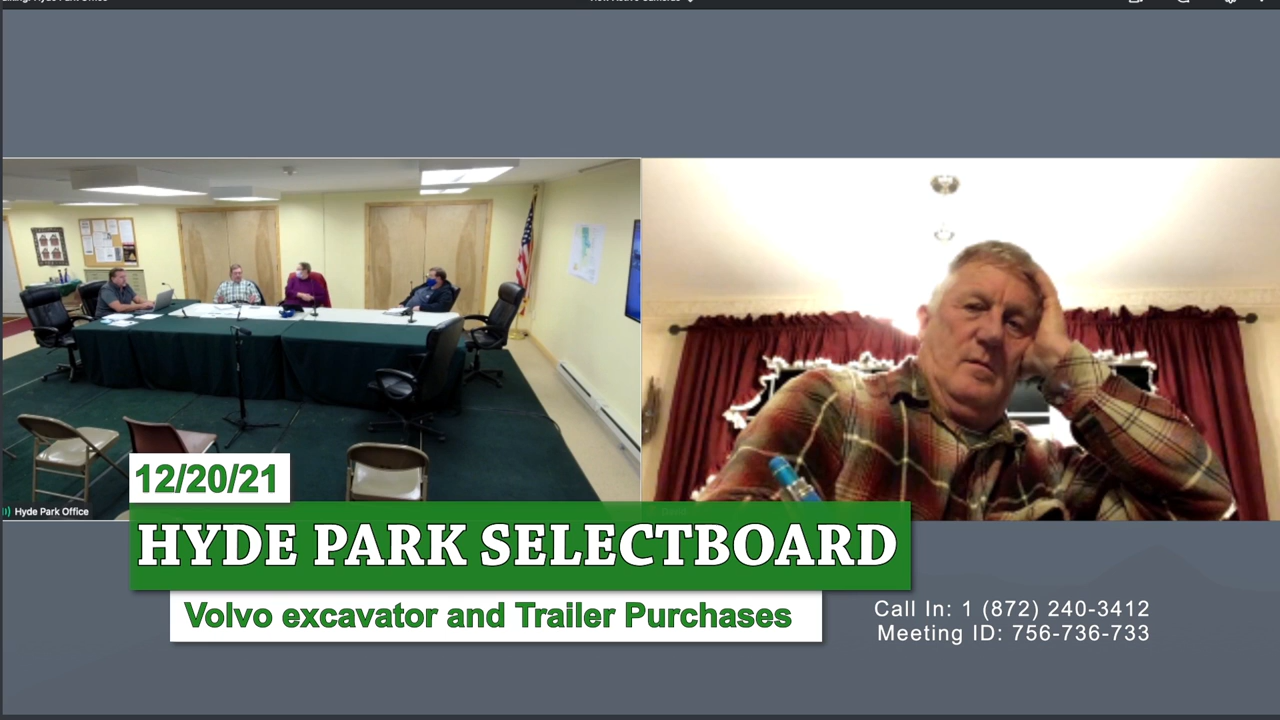 Hyde Park Office
12/20/21
HYDE PARK SELECTBOARD
Volvo excavator and Trailer Purchases
Call In: 1 (872) 240-3412
Meeting ID: 756-736-733